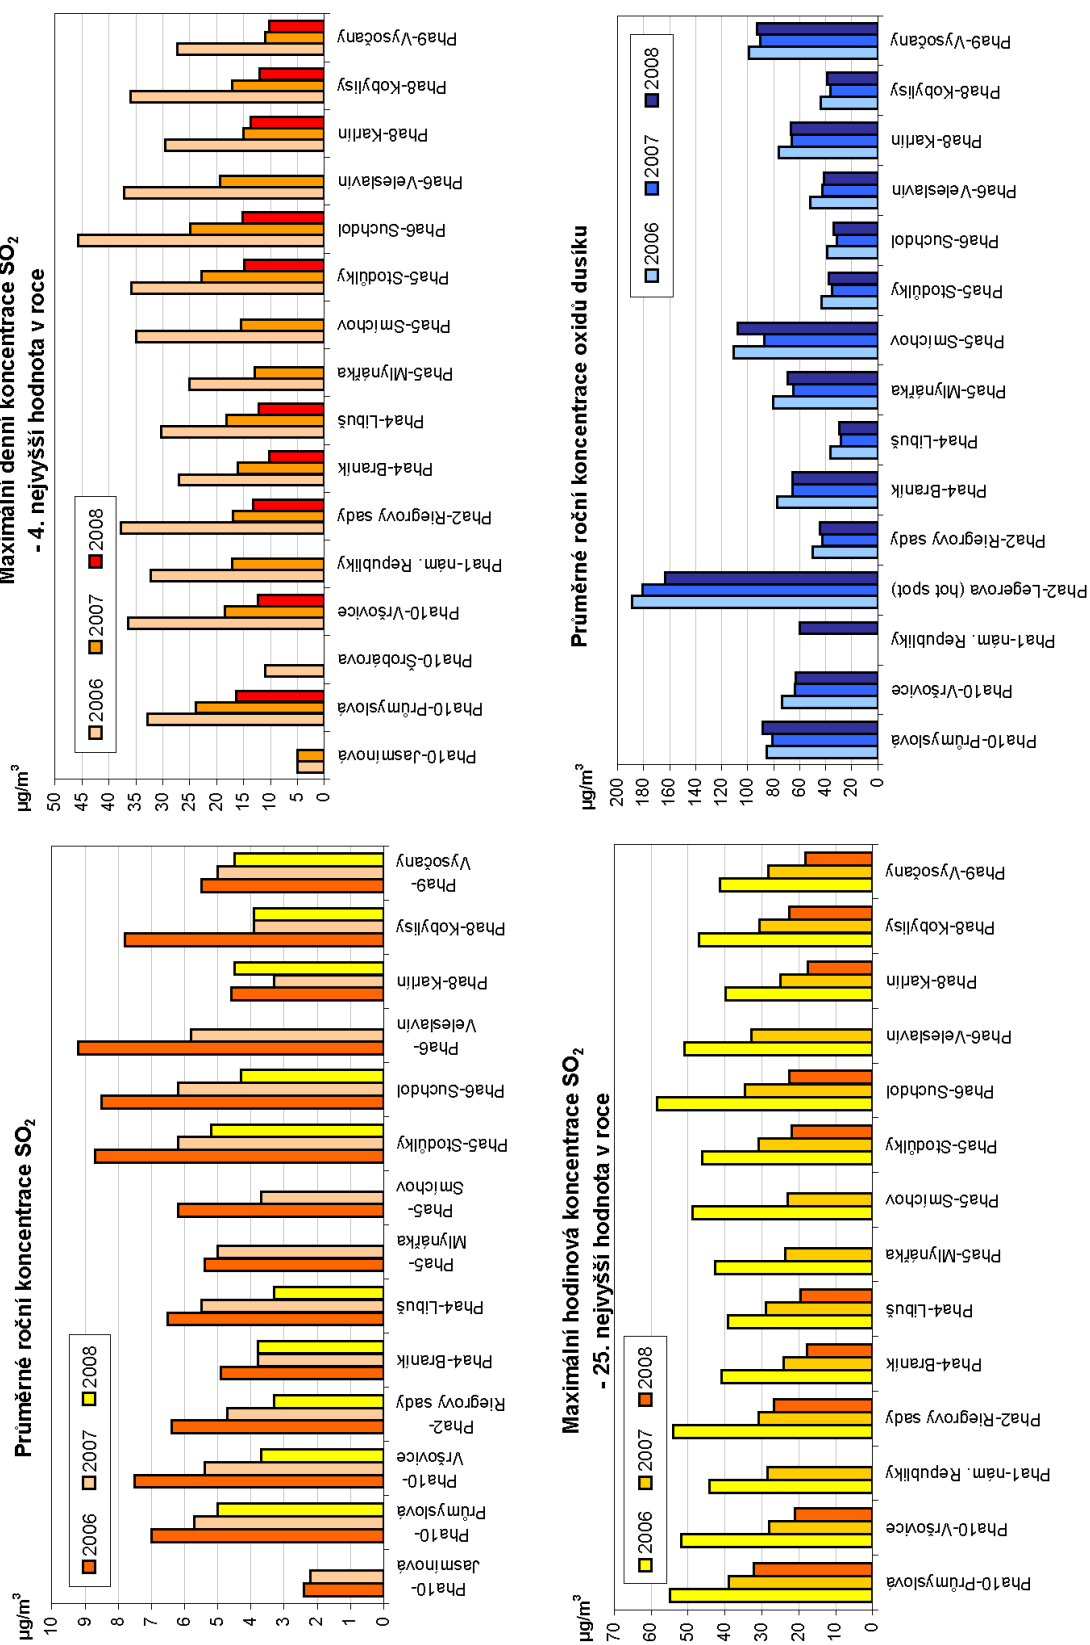 Průměrné roční koncentrace SO2
µg/m3
2006 2007 2008
10
9
8
7
6
5
4
3
2
1
0
Pha10-
Jasmínová
Pha10-
Průmyslová
Pha10-
Vršovice
Pha2-
Riegrovy sady
Pha4-Braník
Pha4-Libuš
Pha5-
Mlynářka
Pha5-
Smíchov
Pha5-Stodůlky
Pha6-Suchdol
Pha6-
Veleslavín
Pha8-Karlín
Pha8-Kobylisy
Pha9-
Vysočany
Maximální denní koncentrace SO2
- 4. nejvyšší hodnota v roce
µg/m3
2006 2007 2008
50
45
40
35
30
25
20
15
10
5
0
Pha10-Jasmínová
Pha10-Průmyslová
Pha10-Šrobárova
Pha10-Vršovice
Pha1-nám. Republiky
Pha2-Riegrovy sady
Pha4-Braník
Pha4-Libuš
Pha5-Mlynářka
Pha5-Smíchov
Pha5-Stodůlky
Pha6-Suchdol
Pha6-Veleslavín
Pha8-Karlín
Pha8-Kobylisy
Pha9-Vysočany
Maximální hodinová koncentrace SO2
- 25. nejvyšší hodnota v roce
µg/m3
2006 2007 2008
70
60
50
40
30
20
10
0
Pha10-Průmyslová
Pha10-Vršovice
Pha1-nám. Republiky
Pha2-Riegrovy sady
Pha4-Braník
Pha4-Libuš
Pha5-Mlynářka
Pha5-Smíchov
Pha5-Stodůlky
Pha6-Suchdol
Pha6-Veleslavín
Pha8-Karlín
Pha8-Kobylisy
Pha9-Vysočany
Průměrné roční koncentrace oxidů dusíku
µg/m3
2006 2007 2008
200
180
160
140
120
100
80
60
40
20
0
Pha10-Průmyslová
Pha10-Vršovice
Pha1-nám. Republiky
Pha2-Legerova (hot spot)
Pha2-Riegrovy sady
Pha4-Braník
Pha4-Libuš
Pha5-Mlynářka
Pha5-Smíchov
Pha5-Stodůlky
Pha6-Suchdol
Pha6-Veleslavín
Pha8-Karlín
Pha8-Kobylisy
Pha9-Vysočany